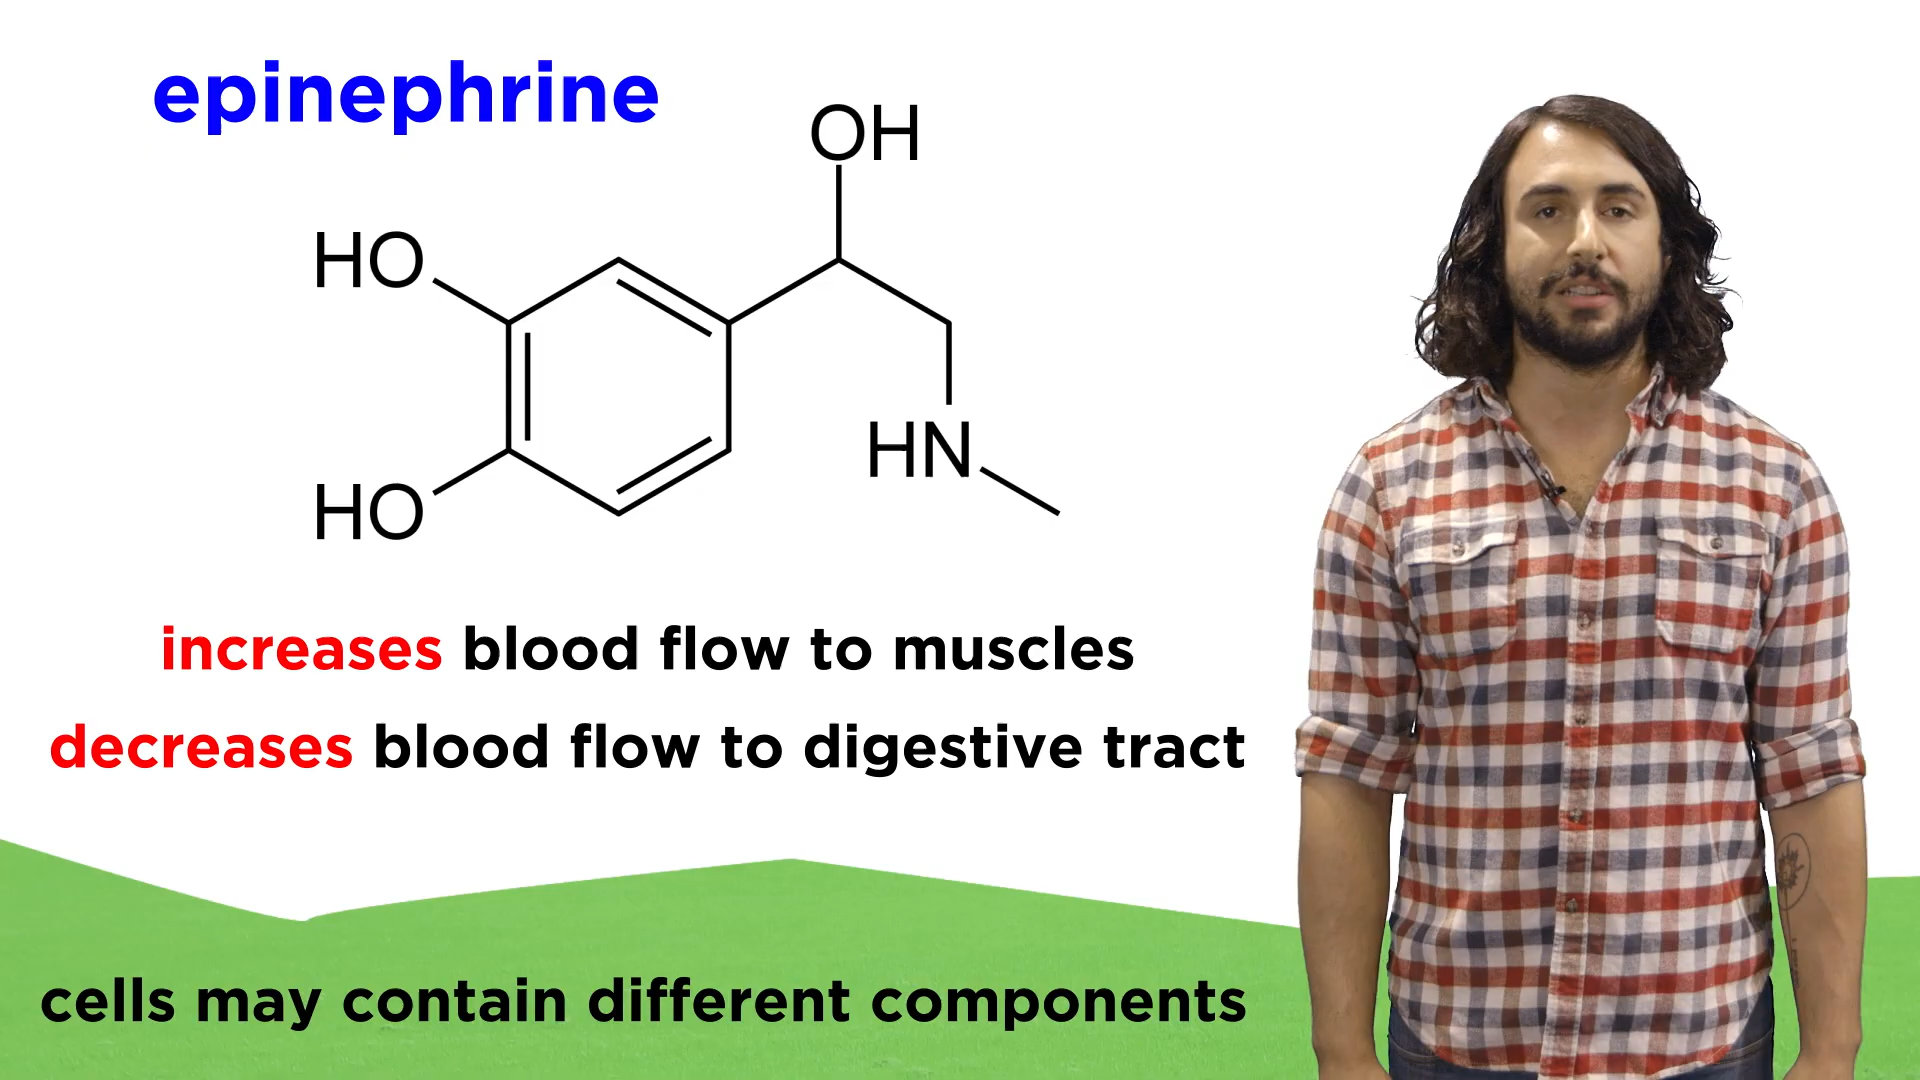 epinephrine
OH
HO
HN
HO
increases blood flow to muscles
decreases blood flow to digestive tract
cells may contain different components